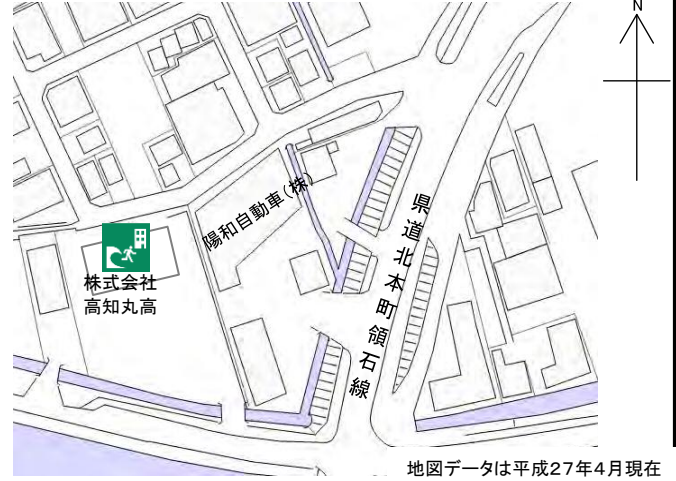 N
陽和自動車(株)
県道北本町領石線
株式会社
高知丸高
地図データは平成27年4月現在